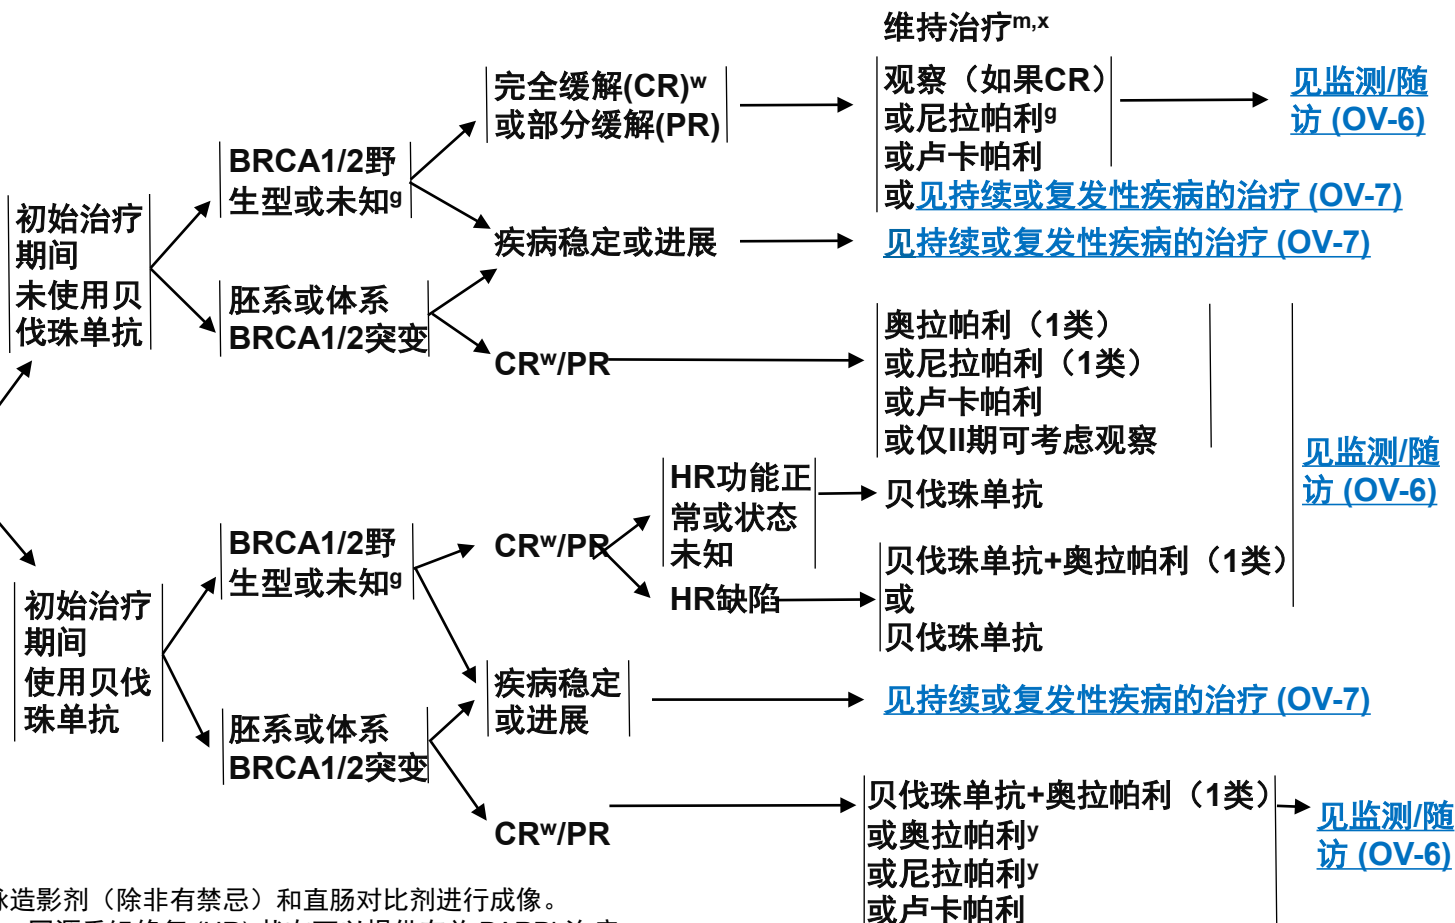 维持治疗m,x
完全缓解(CR)w
或部分缓解(PR)
观察（如果CR）
或尼拉帕利g
或卢卡帕利
或见持续或复发性疾病的治疗 (OV-7)
见监测/随
访 (OV-6)
BRCA1/2野
生型或未知g
初始治疗
期间
未使用贝
伐珠单抗
疾病稳定或进展
见持续或复发性疾病的治疗 (OV-7)
胚系或体系
BRCA1/2突变
CRw/PR
奥拉帕利（1类）
或尼拉帕利（1类）
或卢卡帕利
或仅II期可考虑观察
见监测/随
访 (OV-6)
HR功能正
常或状态
未知
贝伐珠单抗
BRCA1/2野
生型或未知g
CRw/PR
HR缺陷
贝伐珠单抗+奥拉帕利（1类）
或
贝伐珠单抗
初始治疗
期间
使用贝伐
珠单抗
疾病稳定
或进展
见持续或复发性疾病的治疗 (OV-7)
胚系或体系
BRCA1/2突变
CRw/PR
贝伐珠单抗+奥拉帕利（1类）
或奥拉帕利y
或尼拉帕利y
或卢卡帕利
见监测/随
访 (OV-6)
脉造影剂（除非有禁忌）和直肠对比剂进行成像。